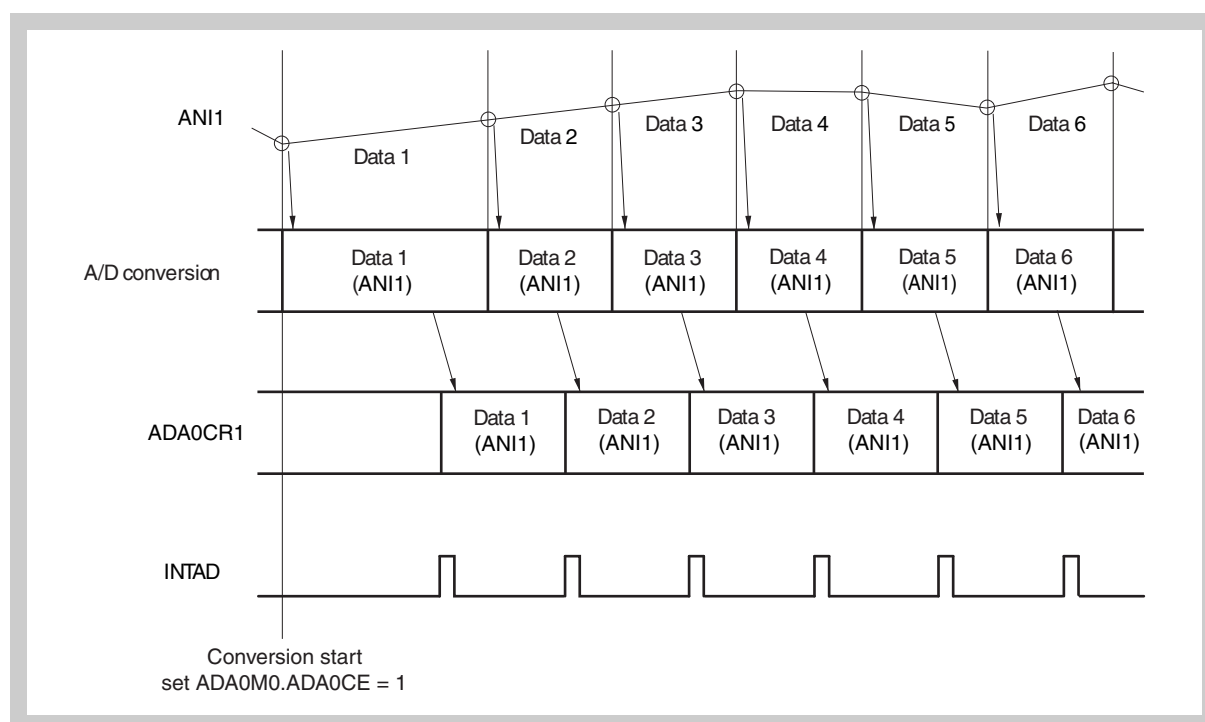 ANI1
Data 1
Data 2
Data 3
Data 4
Data 5
Data 6
A/D conversion
Data 1
(ANI1)
Data 2
(ANI1)
Data 3
(ANI1)
Data 4
(ANI1)
Data 5
(ANI1)
Data 6
(ANI1)
ADA0CR1
Data 1
(ANI1)
Data 2
(ANI1)
Data 3
(ANI1)
Data 4
(ANI1)
Data 5
(ANI1)
Data 6
(ANI1)
INTAD
Conversion start
set ADA0M0.ADA0CE = 1